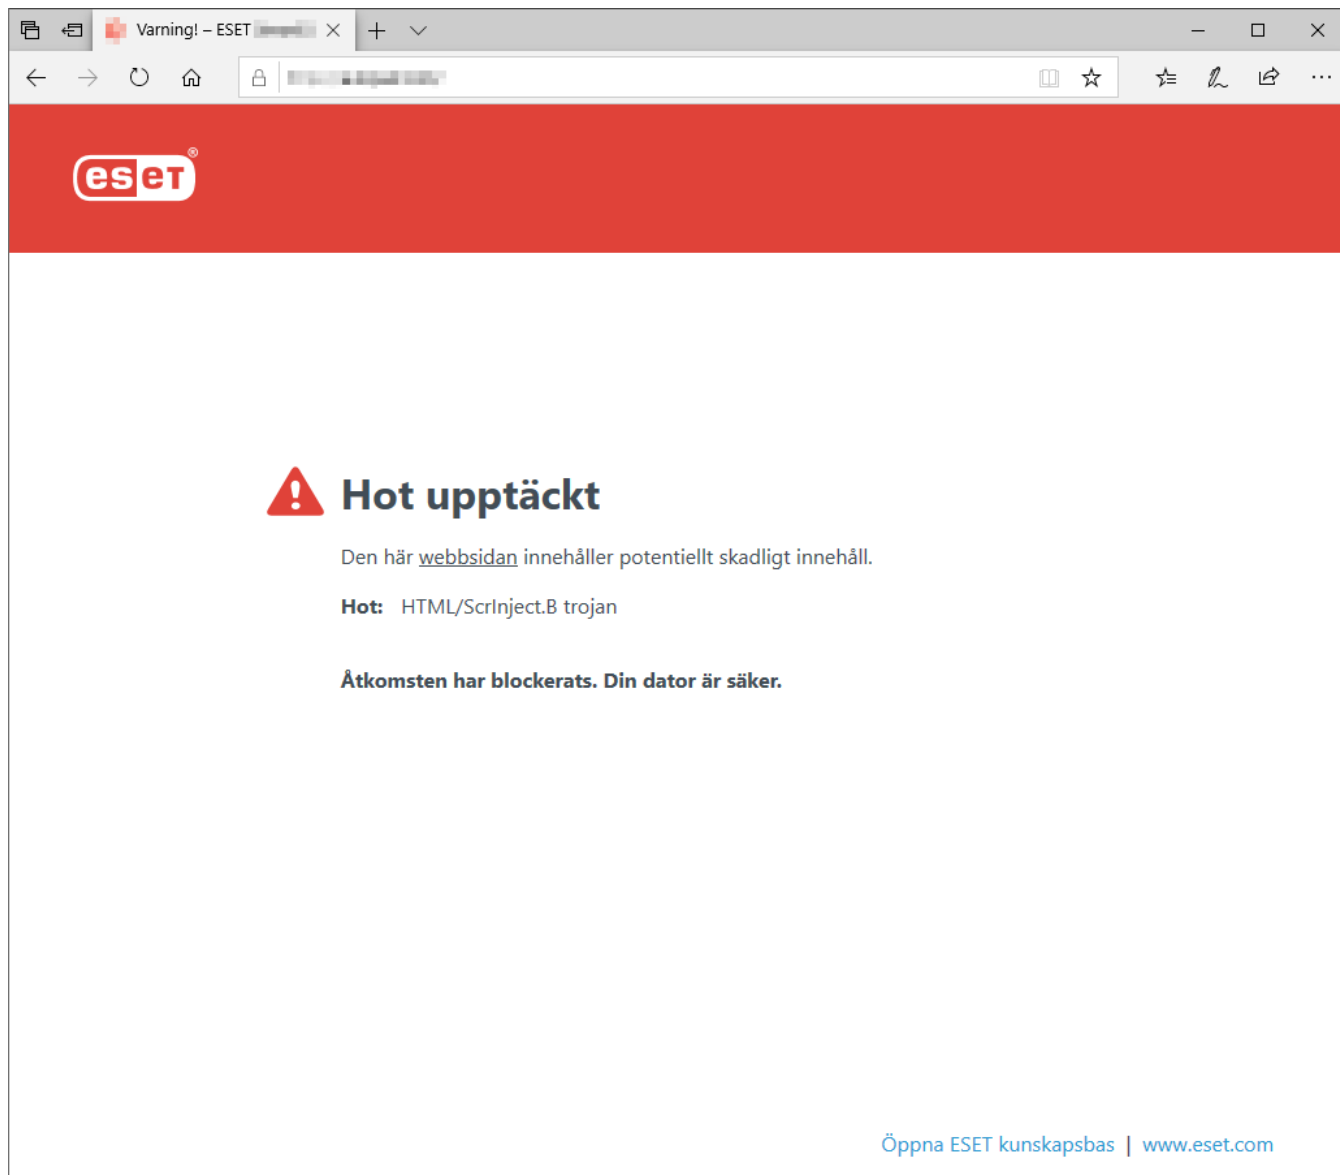 Varning! – ESET
eset®
Hot upptäckt
Den här webbsidan innehåller potentiellt skadligt innehåll.
Hot: HTML/ScrInject.B trojan
Åtkomsten har blockerats. Din dator är säker.
Öppna ESET kunskapsbas | www.eset.com